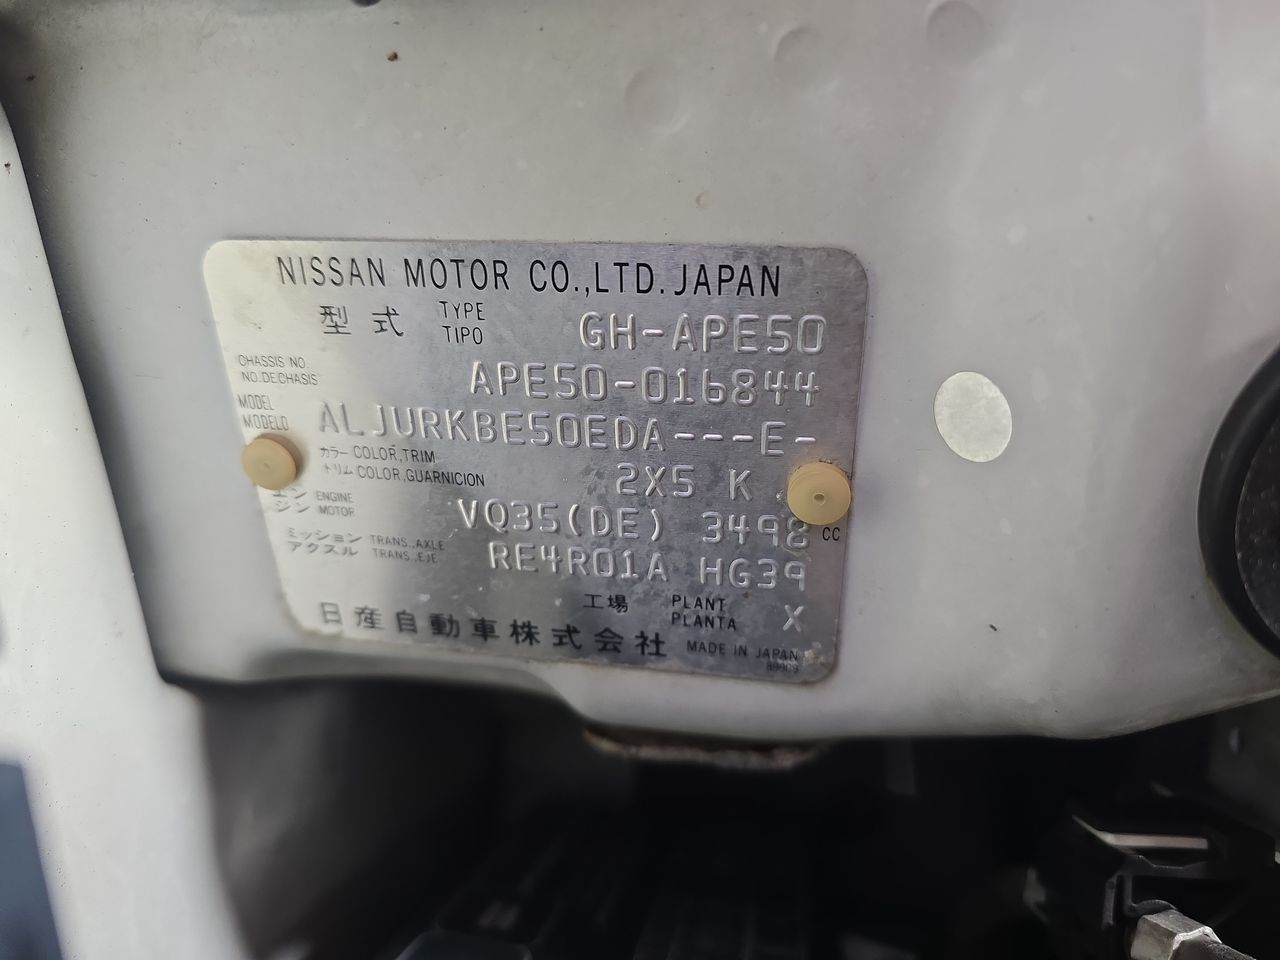 NISSAN MOTOR CO.,LTD. JAPAN
型式 TYPE TIPO GH-APE50
CHASSIS NO. NO.DE CHASIS APE50-016844
MODEL MODELO ALJURKBE50EDA---E-
カラー COLOR,TRIM
トリム COLOR,GUARNICION 2X5 K
エンジン ENGINE MOTOR VQ35(DE) 3498 CC
ミッション アクスル TRANS.,AXLE TRANS.,EJE RE4R01A HG39
工場 PLANT PLANTA X
日産自動車株式会社 MADE IN JAPAN